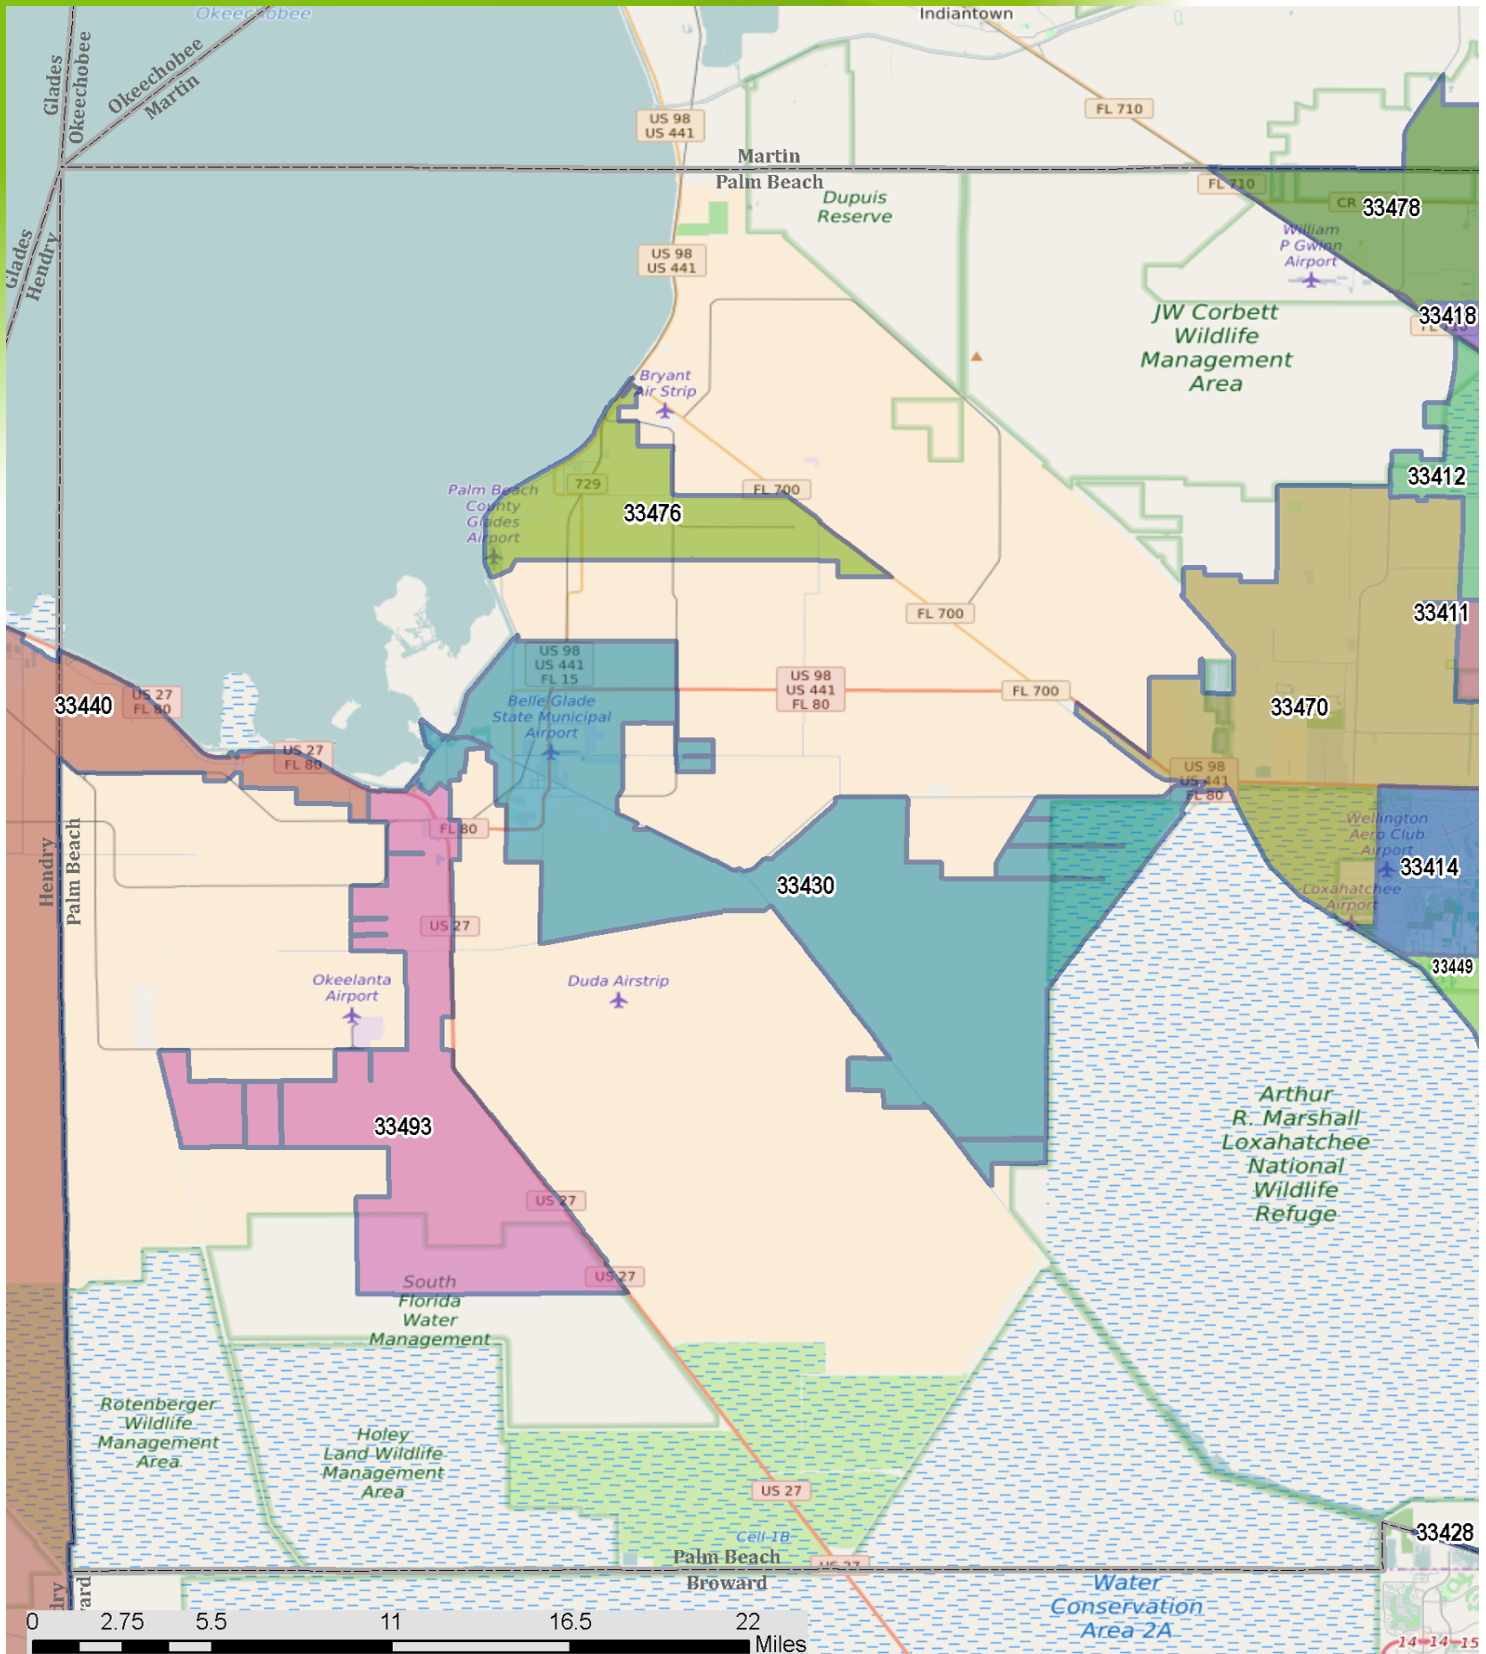 Okeechobee
Indiantown
Glades
Okeechobee
Okeechobee
Martin
US 98
US 441
FL 710
Martin
Palm Beach
FL 710
CR
33478
Dupuis
Reserve
Glades
Hendry
US 98
US 441
William
P Gwinn
Airport
JW Corbett
Wildlife
Management
Area
33418
Bryant
Air Strip
729
FL 700
33412
Palm Beach
County
Glades
Airport
33476
FL 700
33411
US 98
US 441
FL 15
US 98
US 441
FL 80
FL 700
33440
US 27
FL 80
Belle Glade
State Municipal
Airport
33470
US 27
FL 80
US 98
US 441
FL 80
FL 80
Wellington
Aero Club
Airport
33414
Hendry
Palm Beach
33430
Loxahatchee
Airport
US 27
33449
Okeelanta
Airport
Duda Airstrip
33493
Arthur
R. Marshall
Loxahatchee
National
Wildlife
Refuge
US 27
US 27
South
Florida
Water
Management
Rotenberger
Wildlife
Management
Area
Holey
Land Wildlife
Management
Area
US 27
Cell 1B
33428
Palm Beach
Broward
US 27
Water
Conservation
Area 2A
0 2.75 5.5 11 16.5 22
Miles
14-14-15